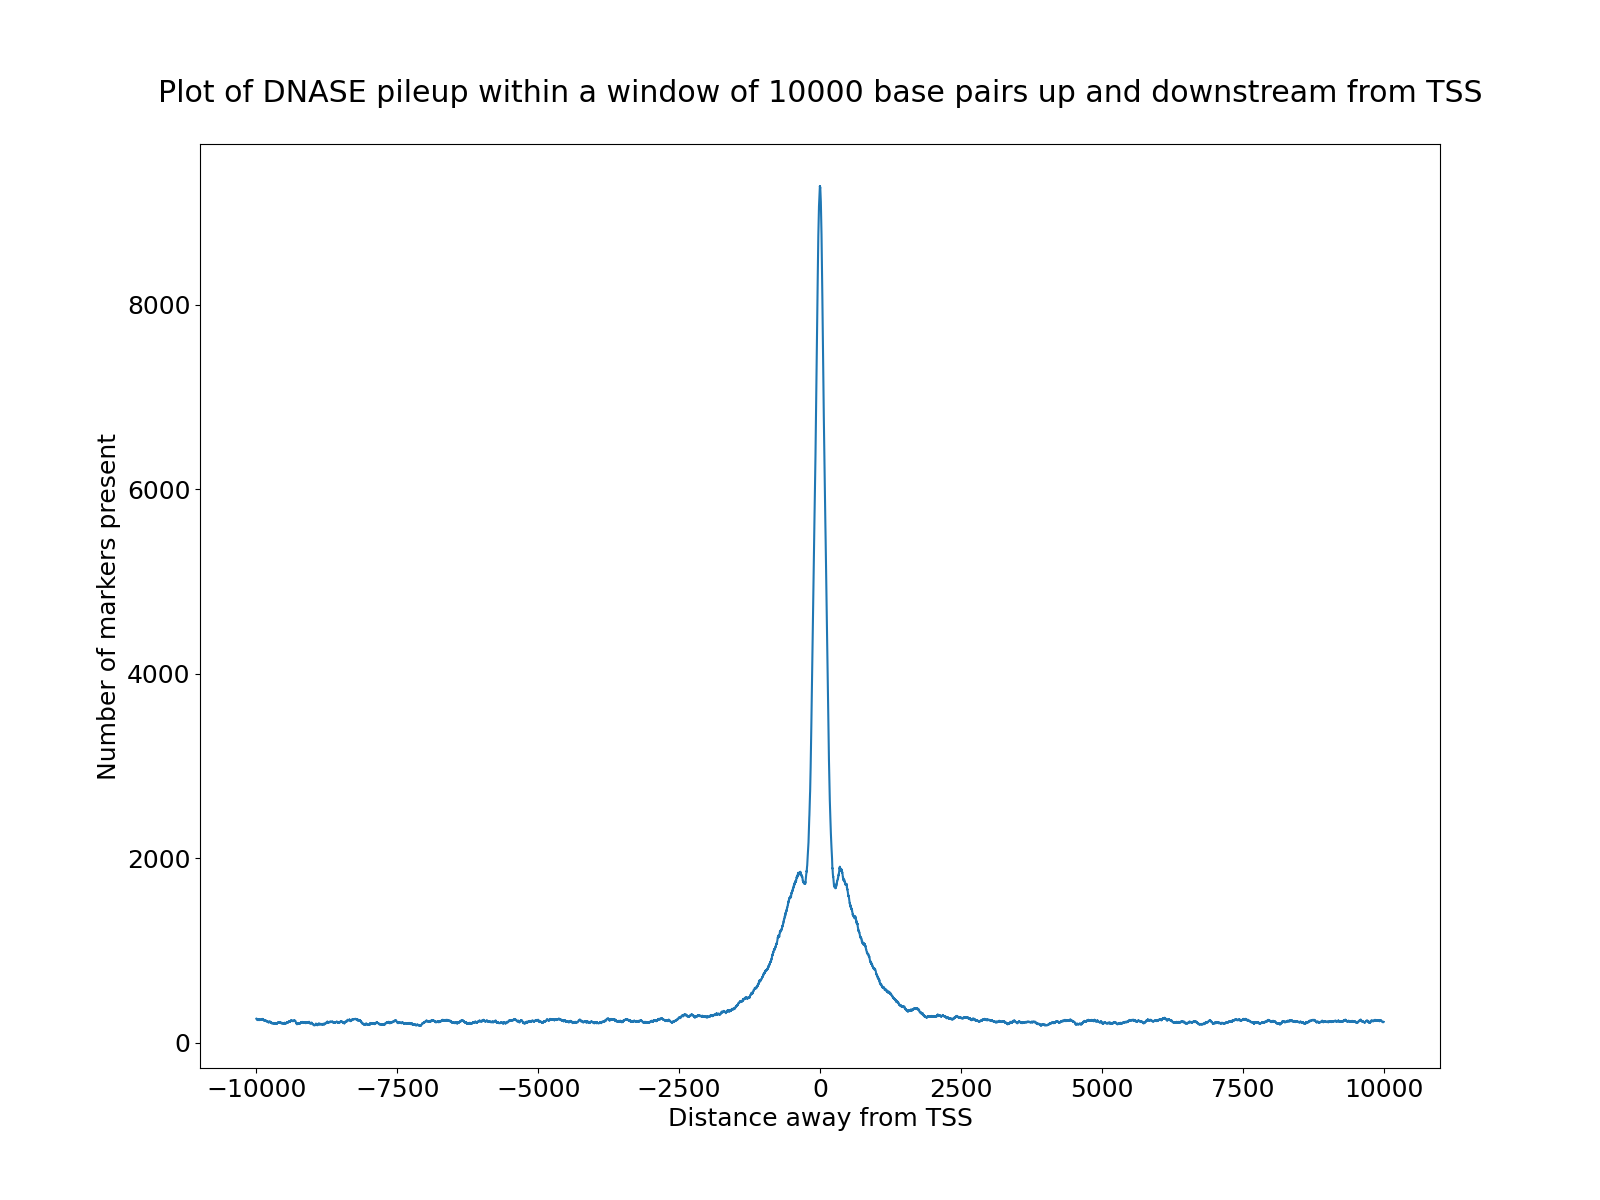 Plot of DNASE pileup within a window of 10000 base pairs up and downstream from TSS
Number of markers present
8000
6000
4000
2000
0
−10000 −7500 −5000 −2500 0 2500 5000 7500 10000
Distance away from TSS